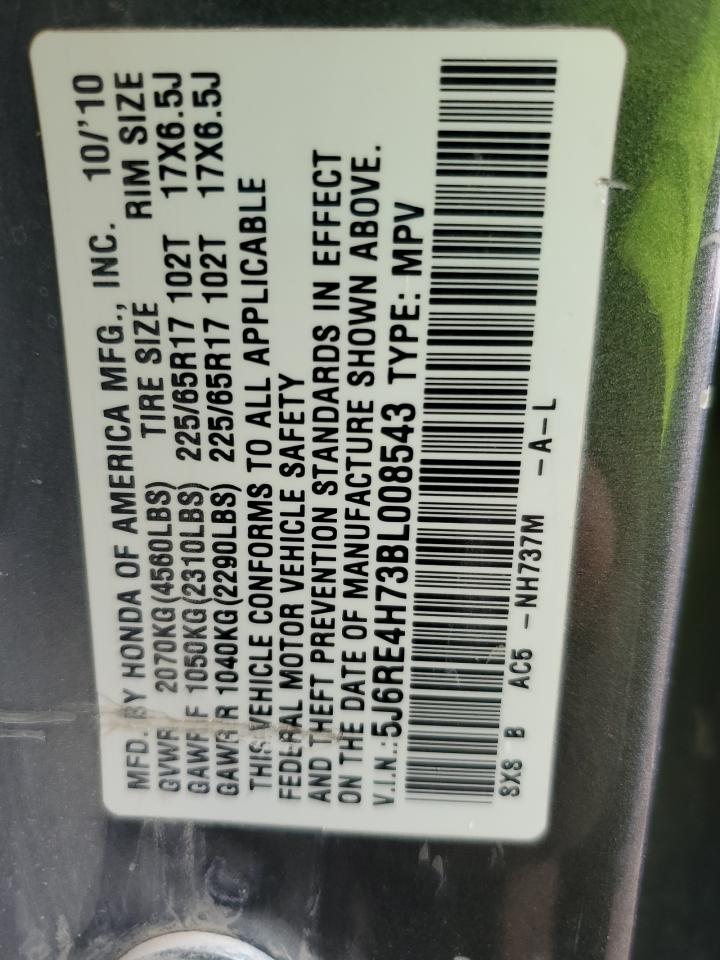 MFD. BY HONDA OF AMERICA MFG., INC. 10/'10
GVWR 2070KG(4560LBS) TIRE SIZE RIM SIZE
GAWR F 1050KG(2310LBS) 225/65R17 102T 17X6.5J
GAWR R 1040KG(2290LBS) 225/65R17 102T 17X6.5J
THIS VEHICLE CONFORMS TO ALL APPLICABLE
FEDERAL MOTOR VEHICLE SAFETY
AND THEFT PREVENTION STANDARDS IN EFFECT
ON THE DATE OF MANUFACTURE SHOWN ABOVE.
V.I.N.: 5J6RE4H73BL008543 TYPE: MPV
SXS B AC5 -NH737M -A-L